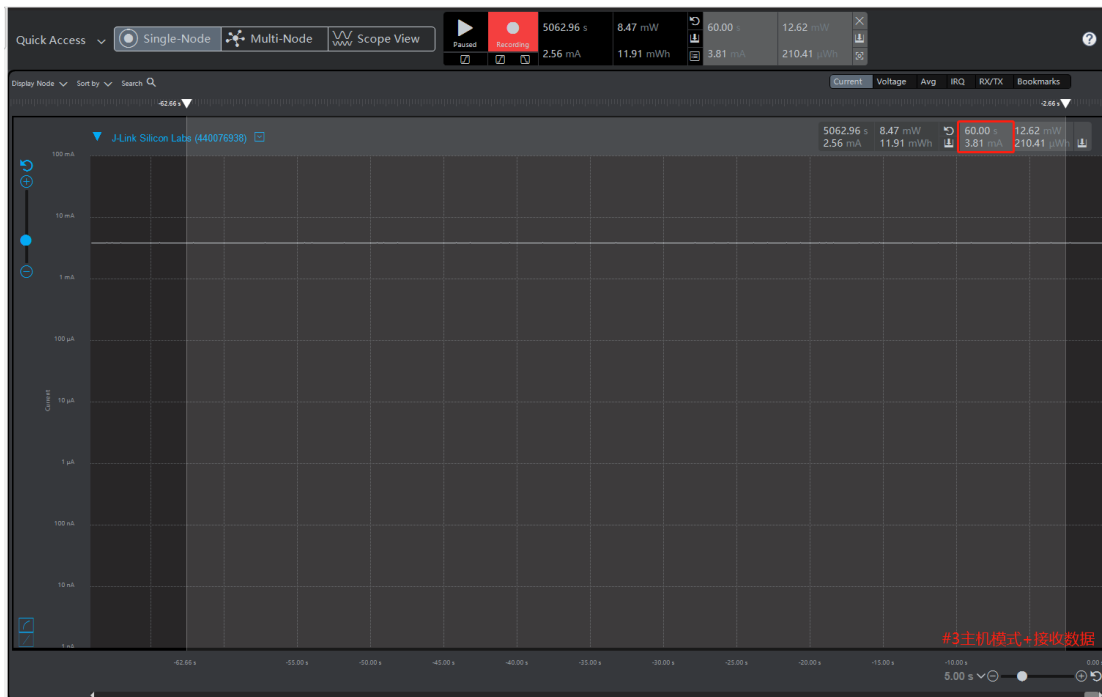 Quick Access
Single-Node
Multi-Node
Scope View
Paused
Recording
5062.96 s
8.47 mW
60.00 s
12.62 mW
2.56 mA
11.91 mWh
3.81 mA
210.41 µWh
Display Node
Sort by
Search
Current
Voltage
Avg
IRQ
RX/TX
Bookmarks
-62.66 s
-2.66 s
J-Link Silicon Labs (440076938)
5062.96 s
8.47 mW
60.00 s
12.62 mW
2.56 mA
11.91 mWh
3.81 mA
210.41 µWh
100 mA
10 mA
1 mA
100 µA
Current
10 µA
1 µA
100 nA
10 nA
1 nA
#3主机模式+接收数据
-62.66 s
-55.00 s
-50.00 s
-45.00 s
-40.00 s
-35.00 s
-30.00 s
-25.00 s
-20.00 s
-15.00 s
-10.00 s
0.00 s
5.00 s